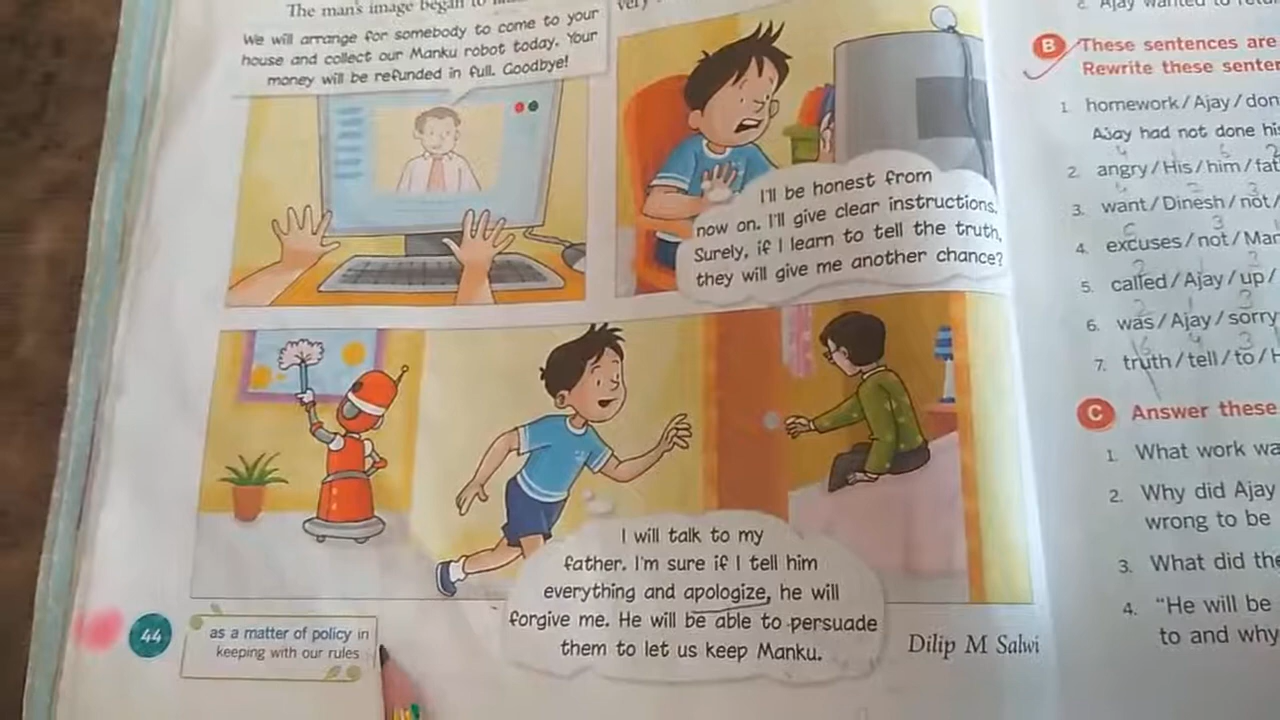 The man's image began to
very
We will arrange for somebody to come to your
house and collect our Manku robot today. Your
money will be refunded in full. Goodbye!
I'll be honest from
now on. I'll give clear instructions.
Surely, if I learn to tell the truth,
they will give me another chance?
I will talk to my
father. I'm sure if I tell him
everything and apologize, he will
forgive me. He will be able to persuade
them to let us keep Manku.
Dilip M Salwi
44
as a matter of policy in
keeping with our rules
Ajay wanted to
B These sentences are
Rewrite these
1. homework / Ajay /
Ajay had not done
2. angry / His / him /
3. want / Dinesh / not /
4. excuses / not /
5. called / Ajay / up /
6. was / Ajay / sorry
7. truth / tell / to /
C Answer these
1. What work
2. Why did Ajay
wrong to be
3. What did
4. "He will be
to and why